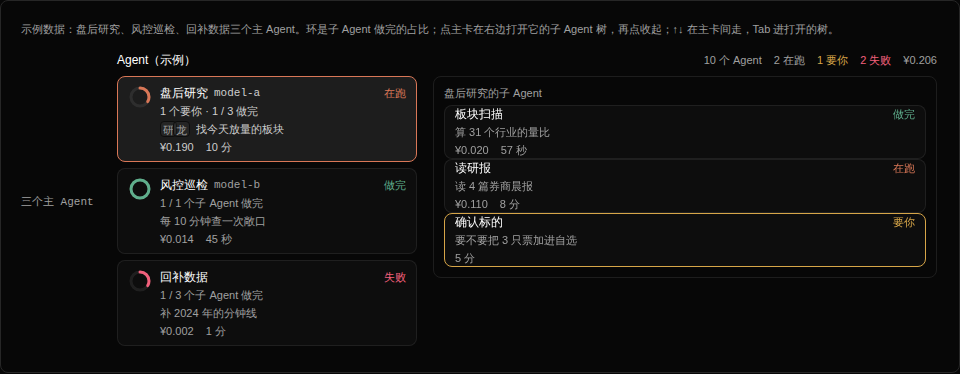 示例数据：盘后研究、风控巡检、回补数据三个主 Agent。环是子 Agent 做完的占比；点主卡在右边打开它的子 Agent 树，再点收起；↑↓ 在主卡间走，Tab 进打开的树。
Agent（示例）
10 个 Agent 2 在跑 1 要你 2 失败 ¥0.206
三个主 Agent
盘后研究 model-a 在跑
1 个要你 · 1 / 3 做完
研 龙 找今天放量的板块
¥0.190 10 分
风控巡检 model-b 做完
1 / 1 个子 Agent 做完
每 10 分钟查一次敞口
¥0.014 45 秒
回补数据 失败
1 / 3 个子 Agent 做完
补 2024 年的分钟线
¥0.002 1 分
盘后研究的子 Agent
板块扫描 做完
算 31 个行业的量比
¥0.020 57 秒
读研报 在跑
读 4 篇券商晨报
¥0.110 8 分
确认标的 要你
要不要把 3 只票加进自选
5 分